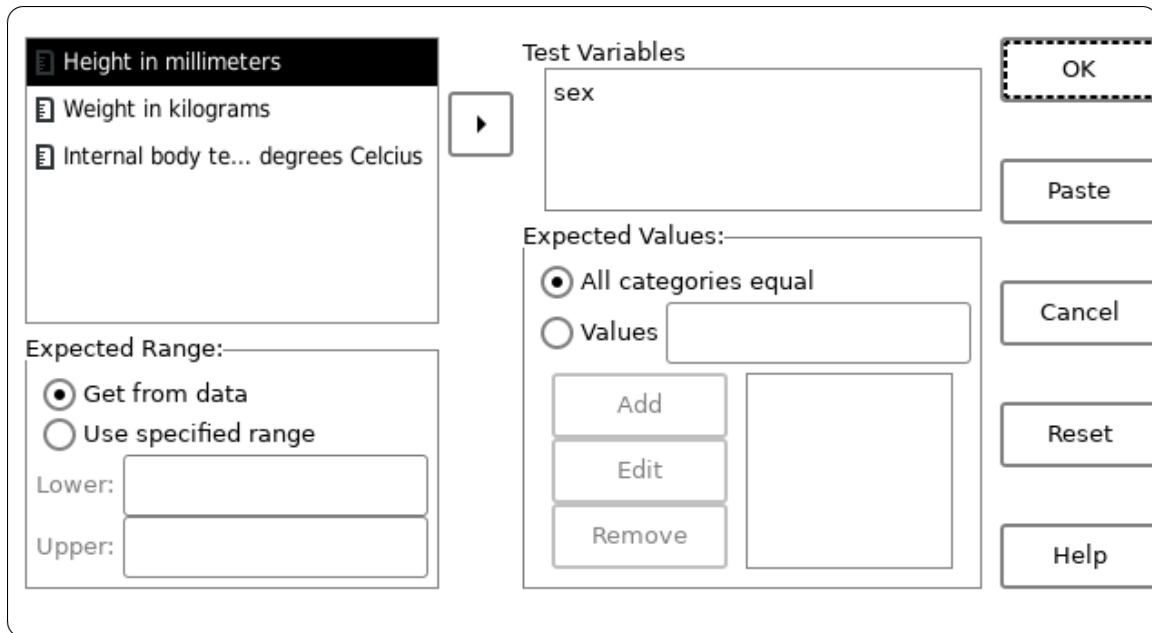 Height in millimeters
Weight in kilograms
Internal body te... degrees Celcius
Expected Range:
Get from data
Use specified range
Lower:
Upper:
Test Variables
sex
Expected Values:
All categories equal
Values
Add
Edit
Remove
OK
Paste
Cancel
Reset
Help